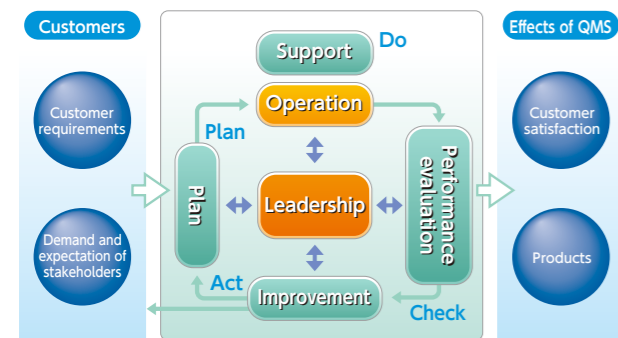 Customers
Customer
requirements
Demand and
expectation of
stakeholders
Support
Do
Operation
Plan
Plan
Leadership
Performance
evaluation
Act
Improvement
Check
Effects of QMS
Customer
satisfaction
Products